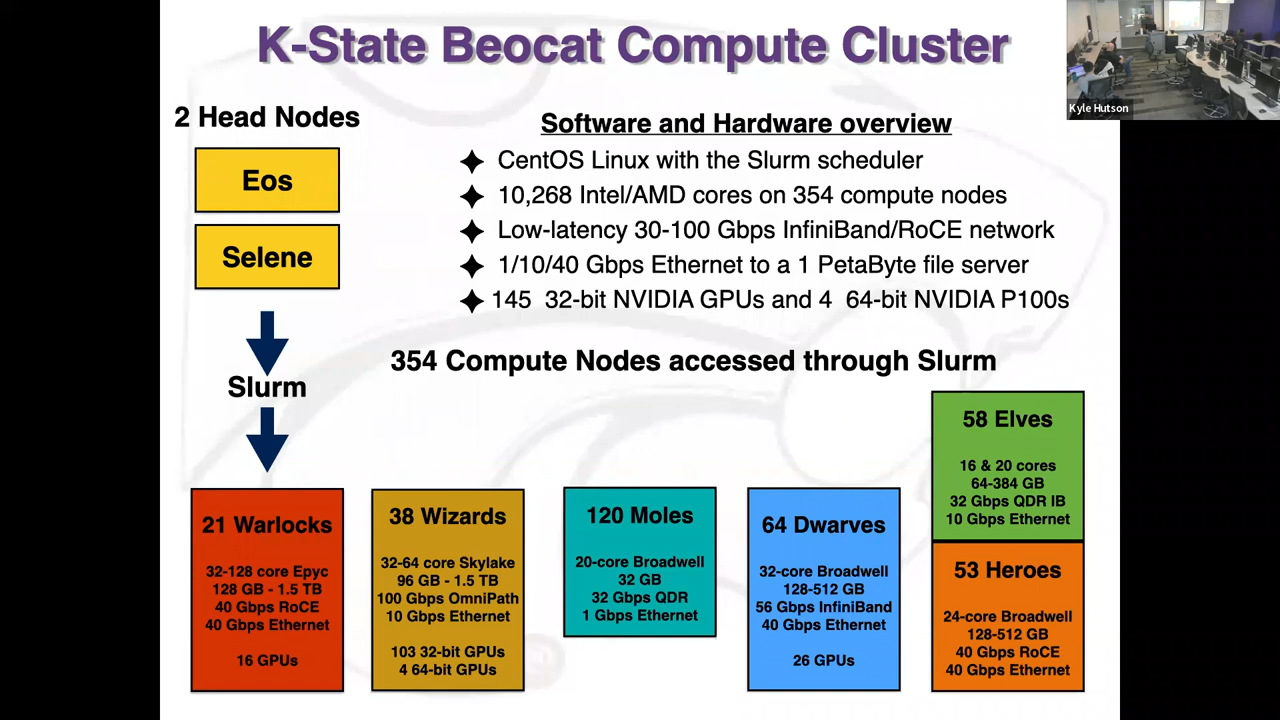 K-State Beocat Compute Cluster
Kyle Hutson
2 Head Nodes
Eos
Selene
Slurm
Software and Hardware overview
CentOS Linux with the Slurm scheduler
10,268 Intel/AMD cores on 354 compute nodes
Low-latency 30-100 Gbps InfiniBand/RoCE network
1/10/40 Gbps Ethernet to a 1 PetaByte file server
145 32-bit NVIDIA GPUs and 4 64-bit NVIDIA P100s
354 Compute Nodes accessed through Slurm
21 Warlocks
32-128 core Epyc
128 GB - 1.5 TB
40 Gbps RoCE
40 Gbps Ethernet
16 GPUs
38 Wizards
32-64 core Skylake
96 GB - 1.5 TB
100 Gbps OmniPath
10 Gbps Ethernet
103 32-bit GPUs
4 64-bit GPUs
120 Moles
20-core Broadwell
32 GB
32 Gbps QDR
1 Gbps Ethernet
64 Dwarves
32-core Broadwell
128-512 GB
56 Gbps InfiniBand
40 Gbps Ethernet
26 GPUs
58 Elves
16 & 20 cores
64-384 GB
32 Gbps QDR IB
10 Gbps Ethernet
53 Heroes
24-core Broadwell
128-512 GB
40 Gbps RoCE
40 Gbps Ethernet